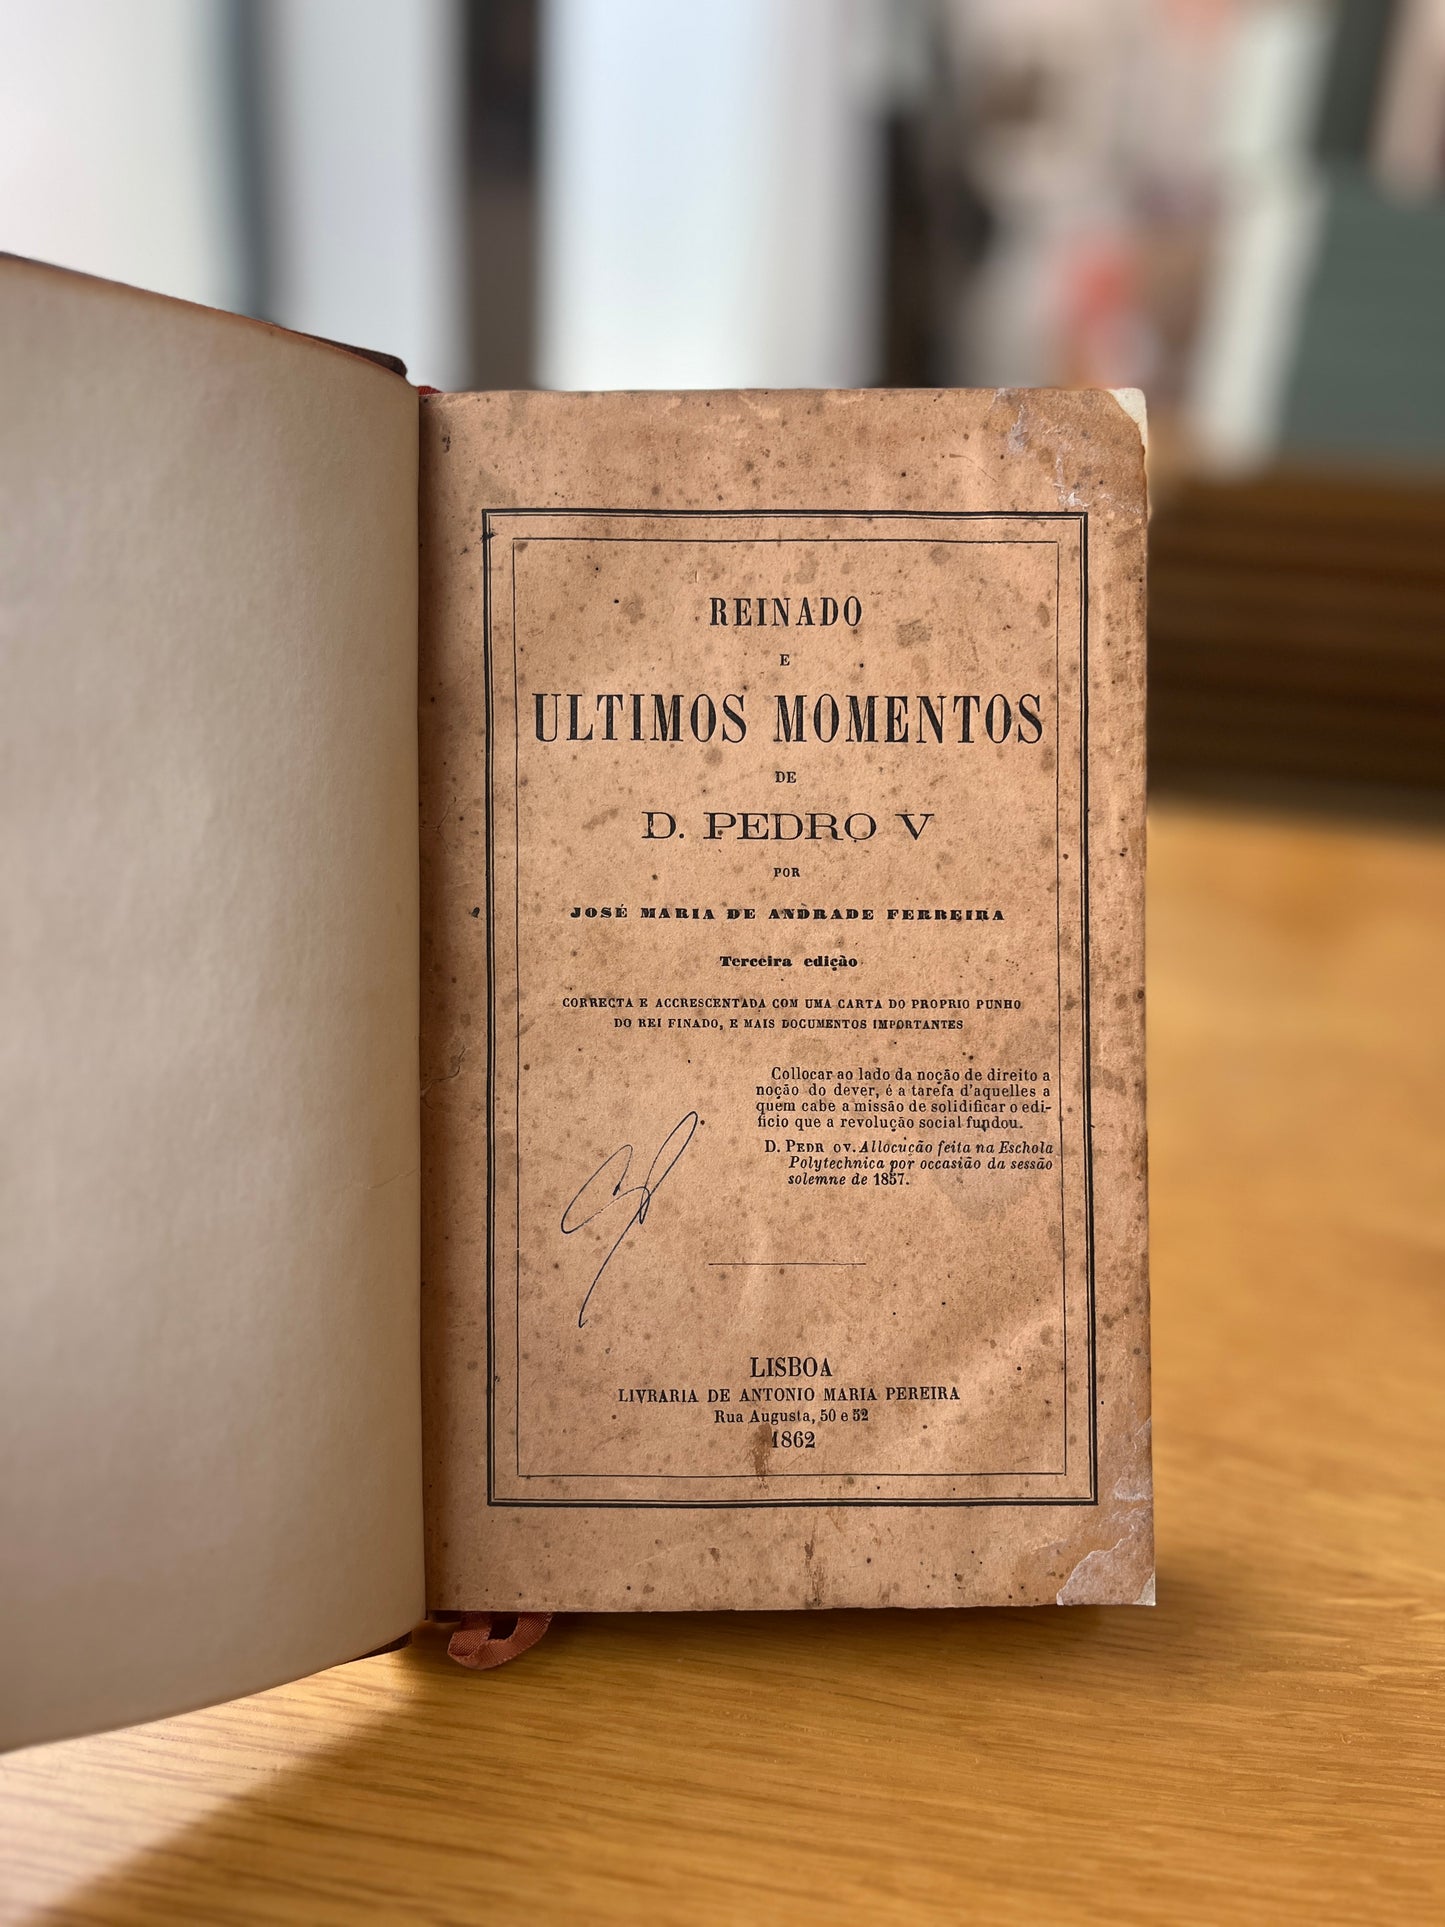 REINADO
E
ULTIMOS MOMENTOS
DE
D. PEDRO V
POR
JOSÉ MARIA DE ANDRADE FERREIRA
Terceira edição
CORRECTA E ACCRESCENTADA COM UMA CARTA DO PROPRIO PUNHO
DO REI FINADO, E MAIS DOCUMENTOS IMPORTANTES
Collocar ao lado da noção de direito a
noção do dever, é a tarefa d'aquelles a
quem cabe a missão de solidificar o edi-
ficio que a revolução social fundou.
D. PEDR OV. Allocução feita na Eschola
Polytechnica por occasião da sessão
solemne de 1857.
LISBOA
LIVRARIA DE ANTONIO MARIA PEREIRA
Rua Augusta, 50 e 52
1862